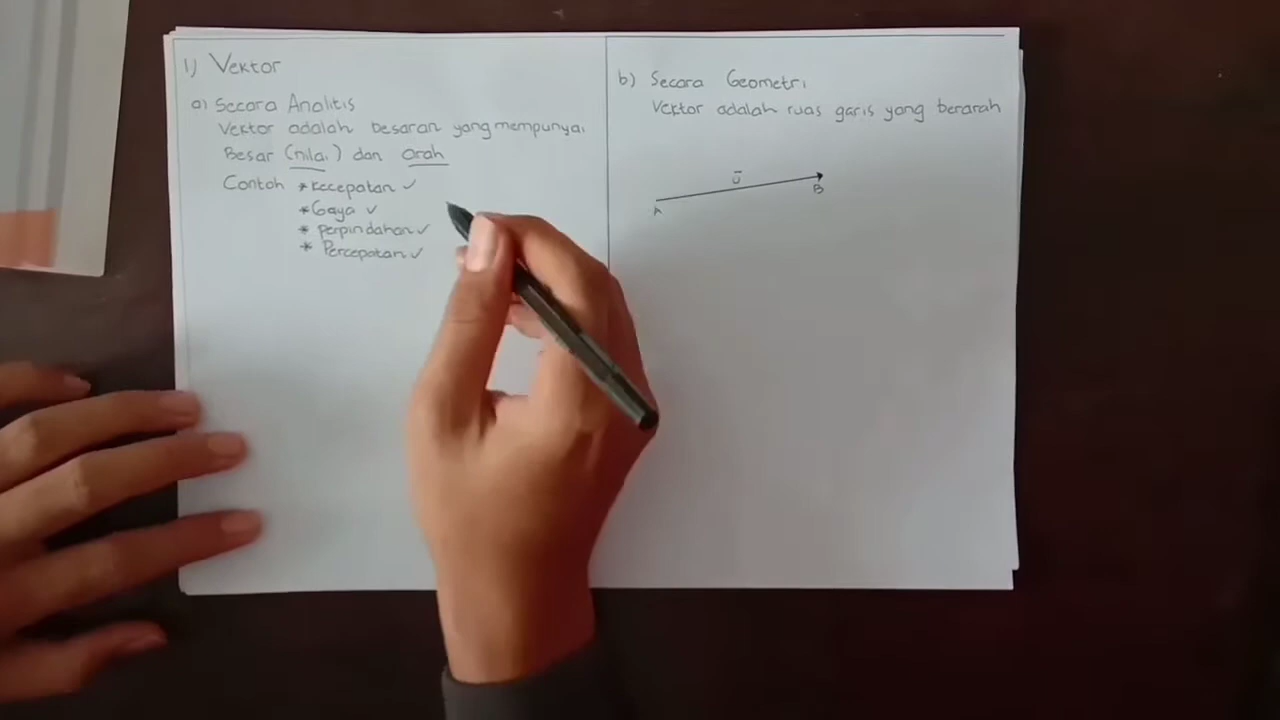 1) Vektor
a) Secara Analitis
Vektor adalah besaran yang mempunyai
Besar (nilai) dan Arah
Contoh * Kecepatan ✓
* Gaya ✓
* perpindahan ✓
* Percepatan ✓
b) Secara Geometri
Vektor adalah ruas garis yang berarah
ū
A
B